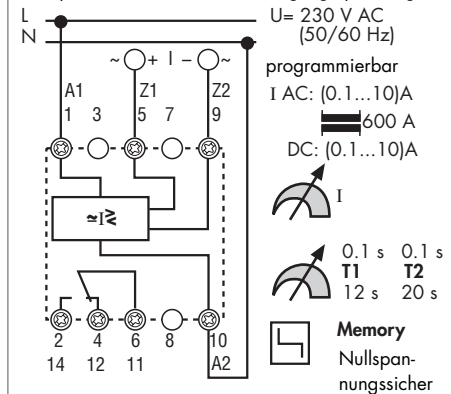 L
U= 230 V AC
N
(50/60 Hz)
~ + I – ~
programmierbar
A1 Z1 Z2
1 3 5 7 9
I AC: (0.1...10)A
600 A
DC: (0.1...10)A
I
≃I≷
0.1 s 0.1 s
T1 T2
12 s 20 s
2 4 6 8 10
14 12 11 A2
Memory
Nullspan-
nungssicher